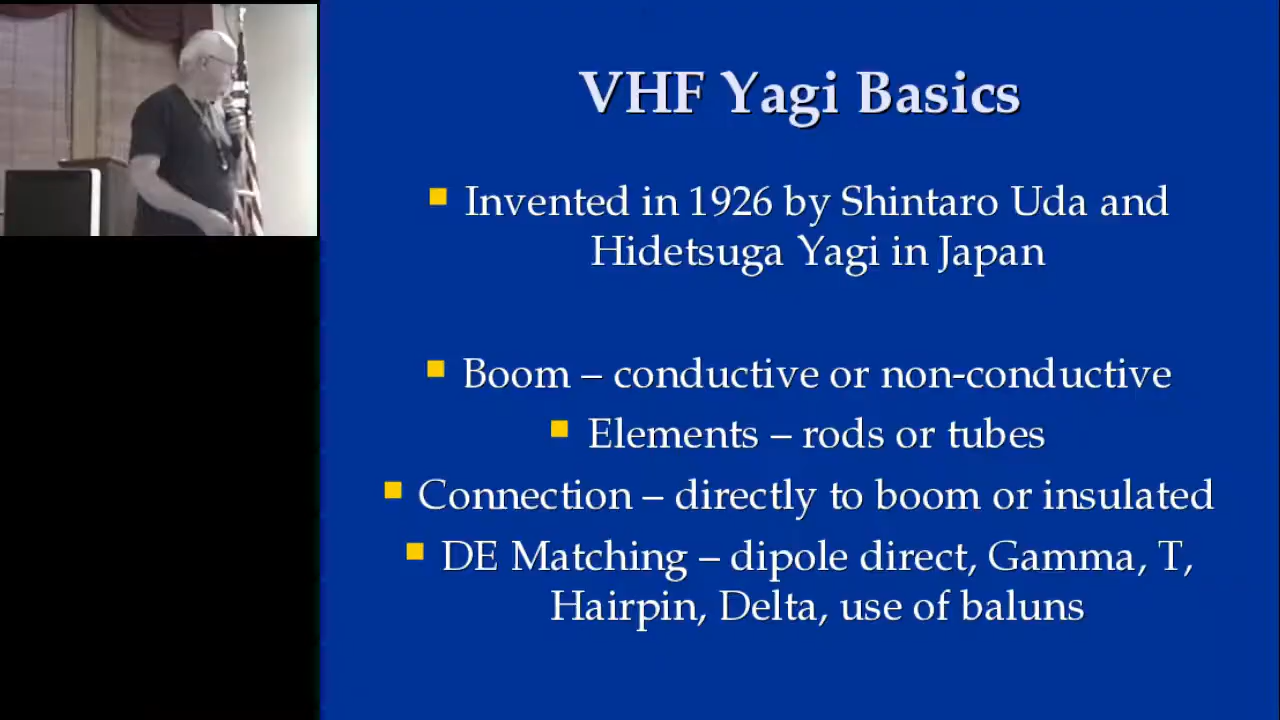 VHF Yagi Basics
Invented in 1926 by Shintaro Uda and
Hidetsuga Yagi in Japan
Boom – conductive or non-conductive
Elements – rods or tubes
Connection – directly to boom or insulated
DE Matching – dipole direct, Gamma, T,
Hairpin, Delta, use of baluns